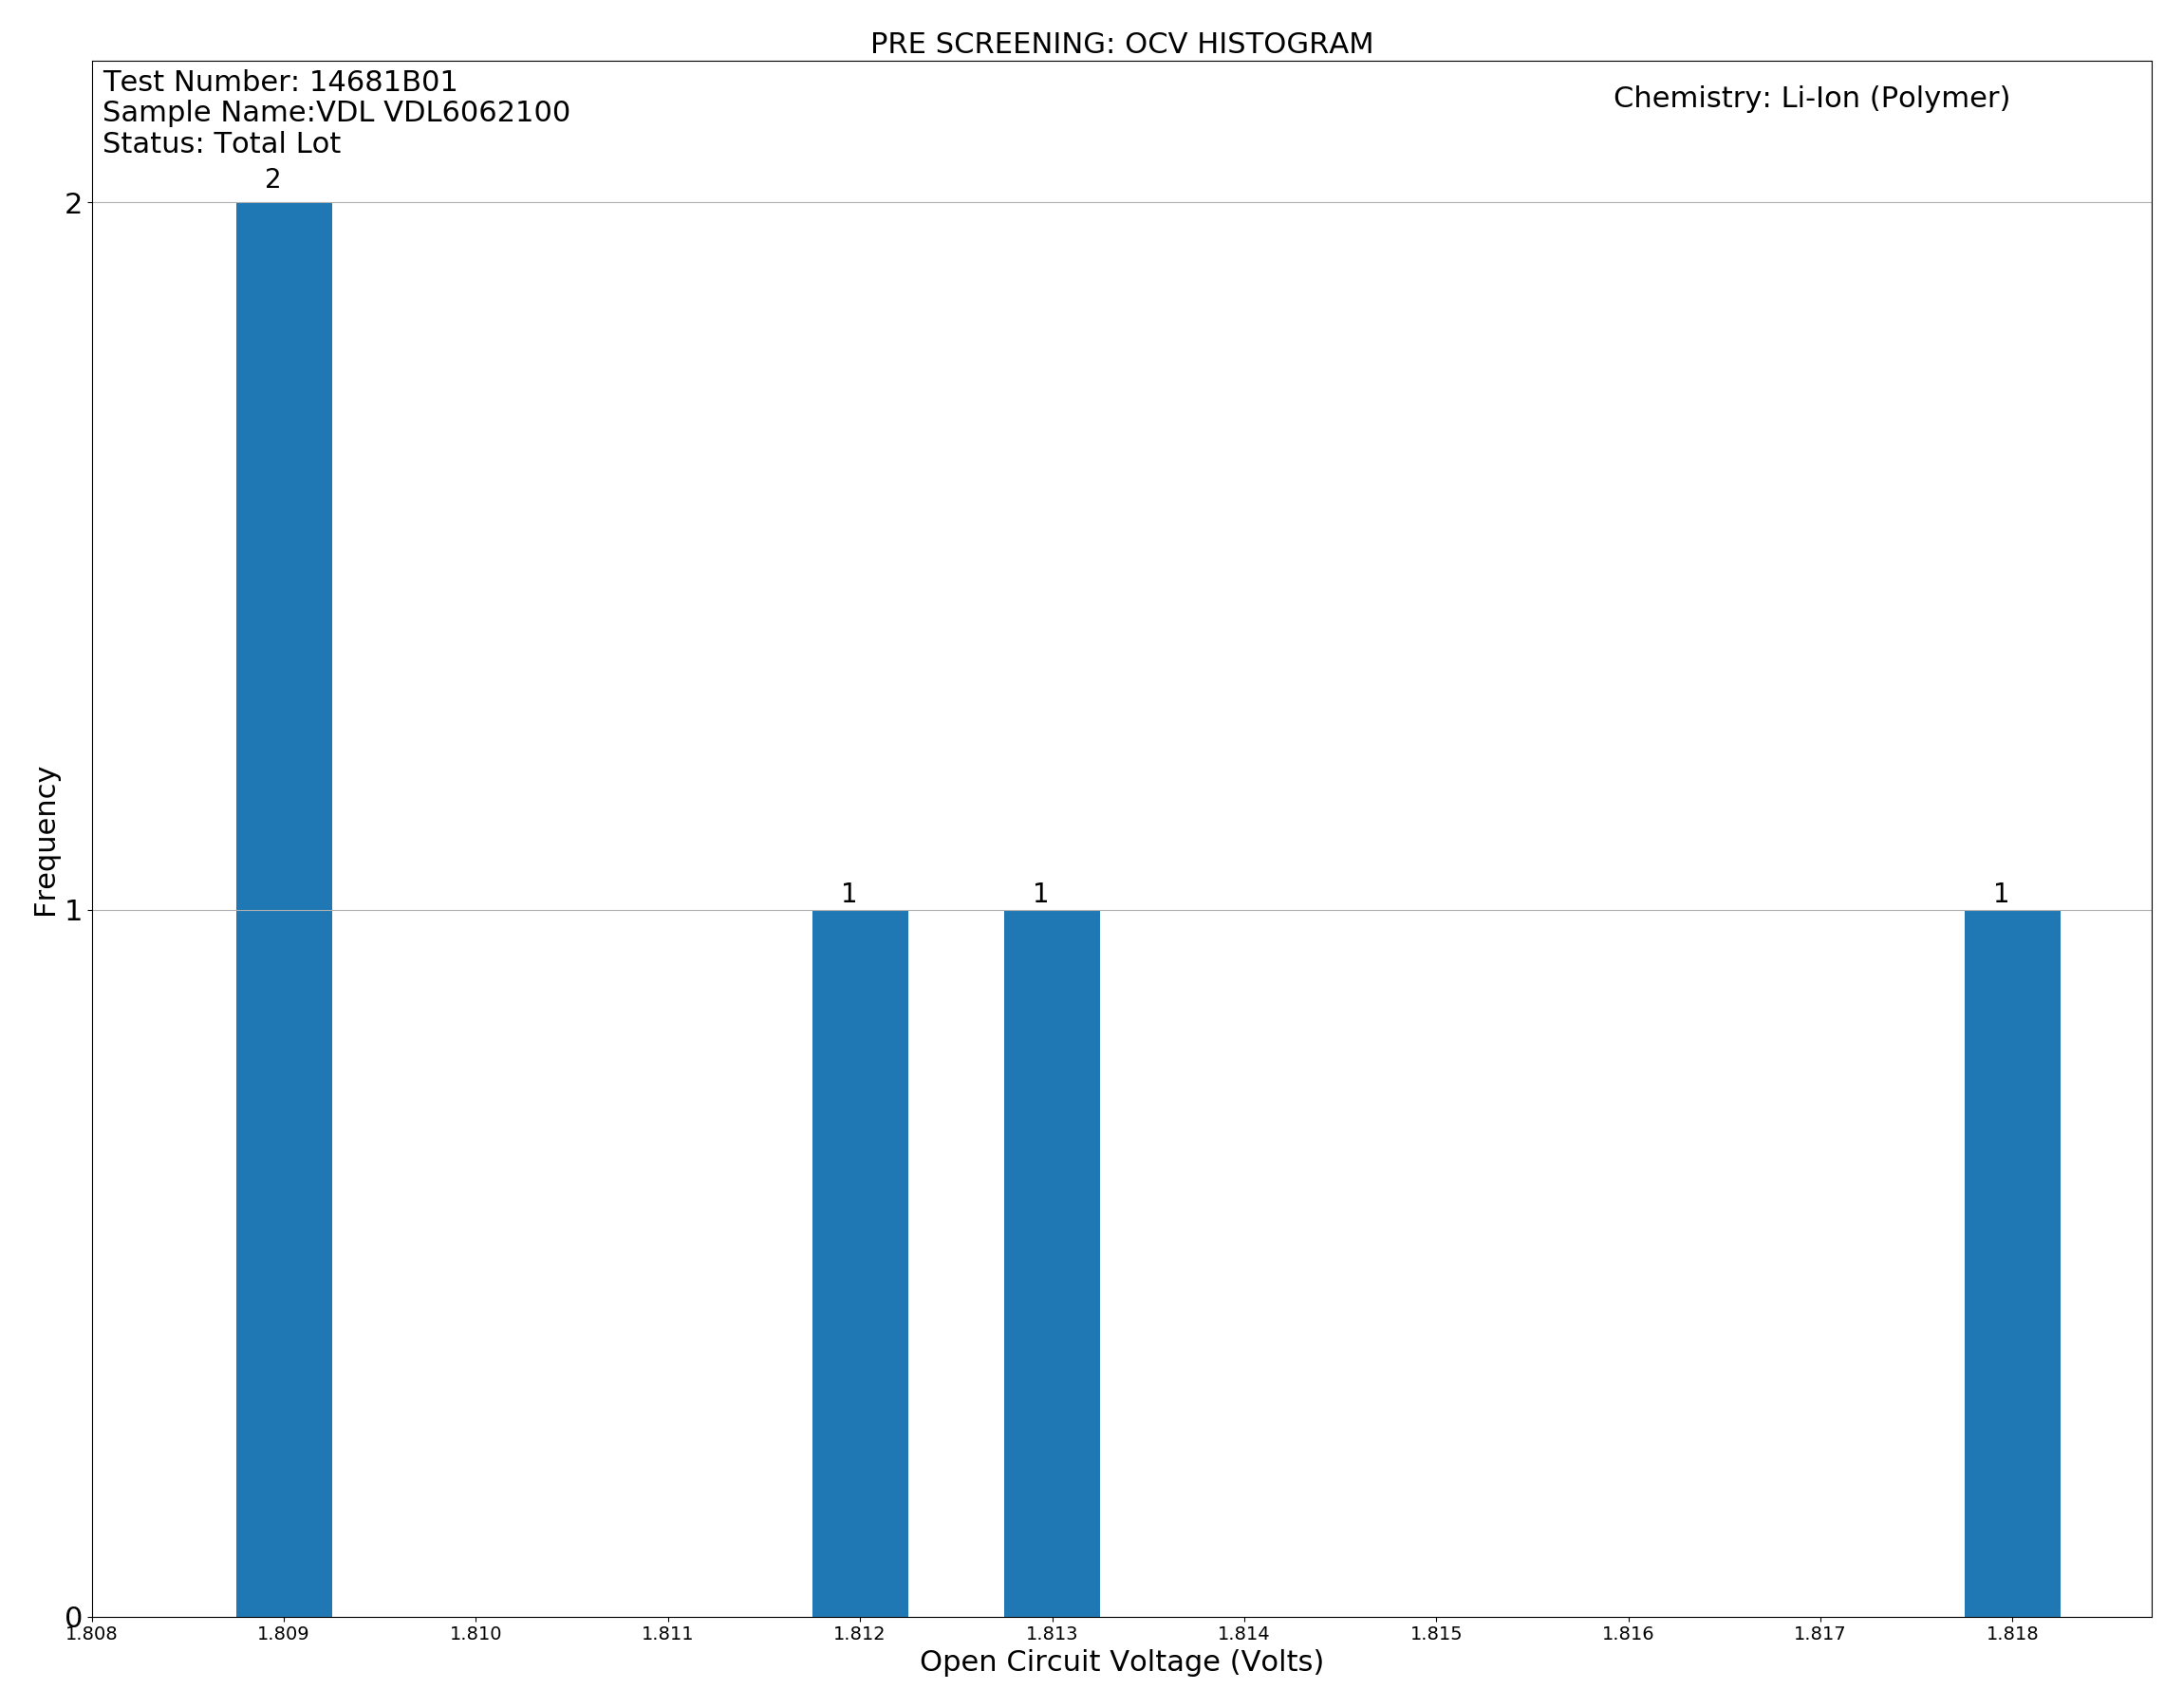 PRE SCREENING: OCV HISTOGRAM
Test Number: 14681B01
Sample Name:VDL VDL6062100
Status: Total Lot
Chemistry: Li-Ion (Polymer)
2
1
1
1
2
1
0
Frequency
1.808 1.809 1.810 1.811 1.812 1.813 1.814 1.815 1.816 1.817 1.818
Open Circuit Voltage (Volts)